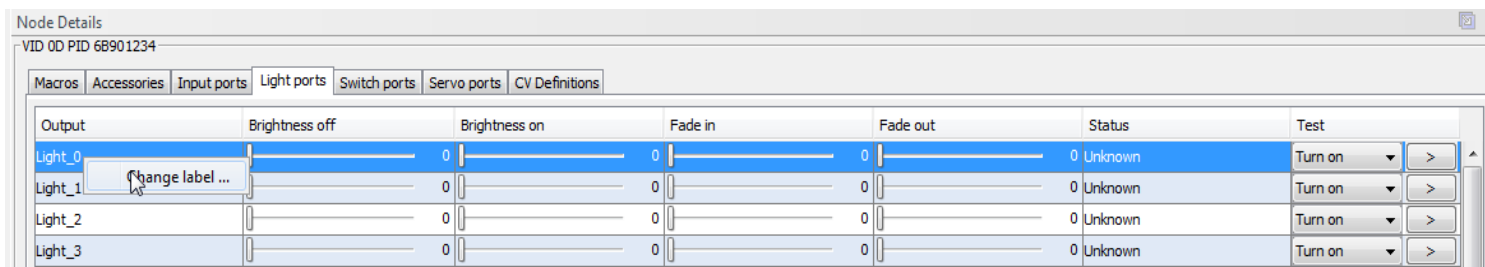 Node Details
VID 0D PID 6B901234
Macros Accessories Input ports Light ports Switch ports Servo ports CV Definitions
Output Brightness off Brightness on Fade in Fade out Status Test
Light_0 0 0 0 0 Unknown Turn on >
Change label ...
Light_1 0 0 0 0 Unknown Turn on >
Light_2 0 0 0 0 Unknown Turn on >
Light_3 0 0 0 0 Unknown Turn on >